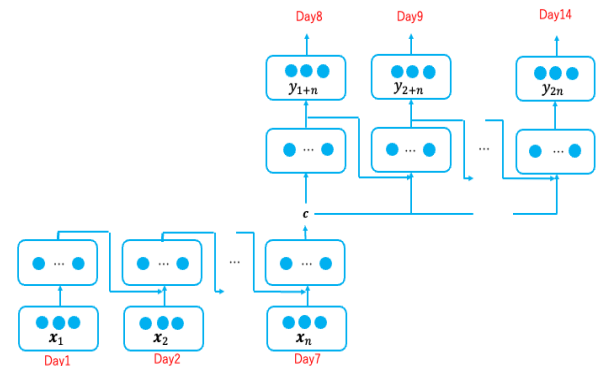 Day8 Day9 Day14
y₁₊ₙ y₂₊ₙ y₂ₙ
... ... ... ...
c
... ... ... ...
x₁ x₂ xₙ
Day1 Day2 Day7